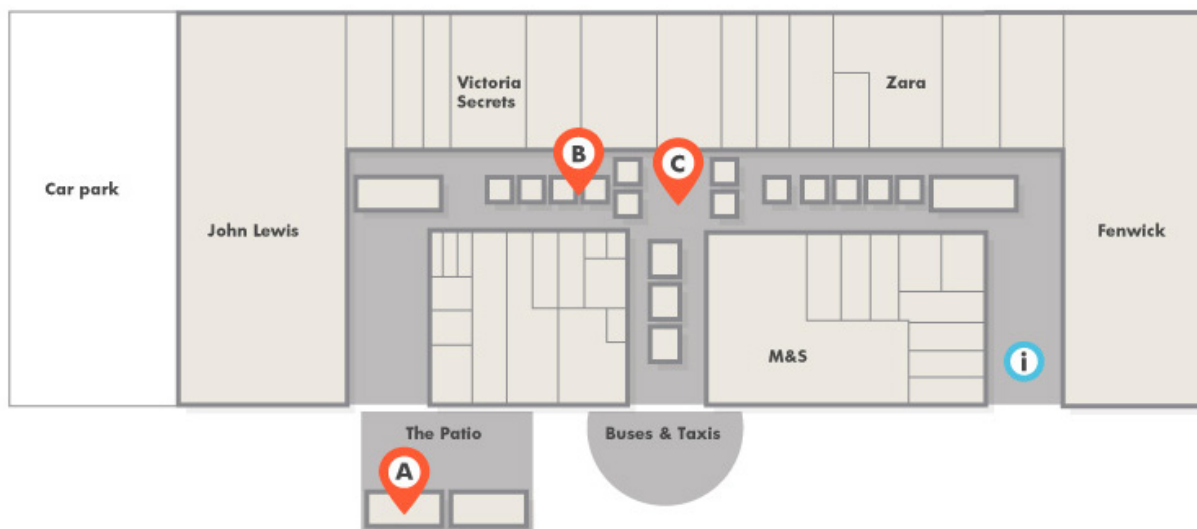 Victoria
Secrets
Zara
B
C
Car park
John Lewis
Fenwick
M&S
i
The Patio
Buses & Taxis
A